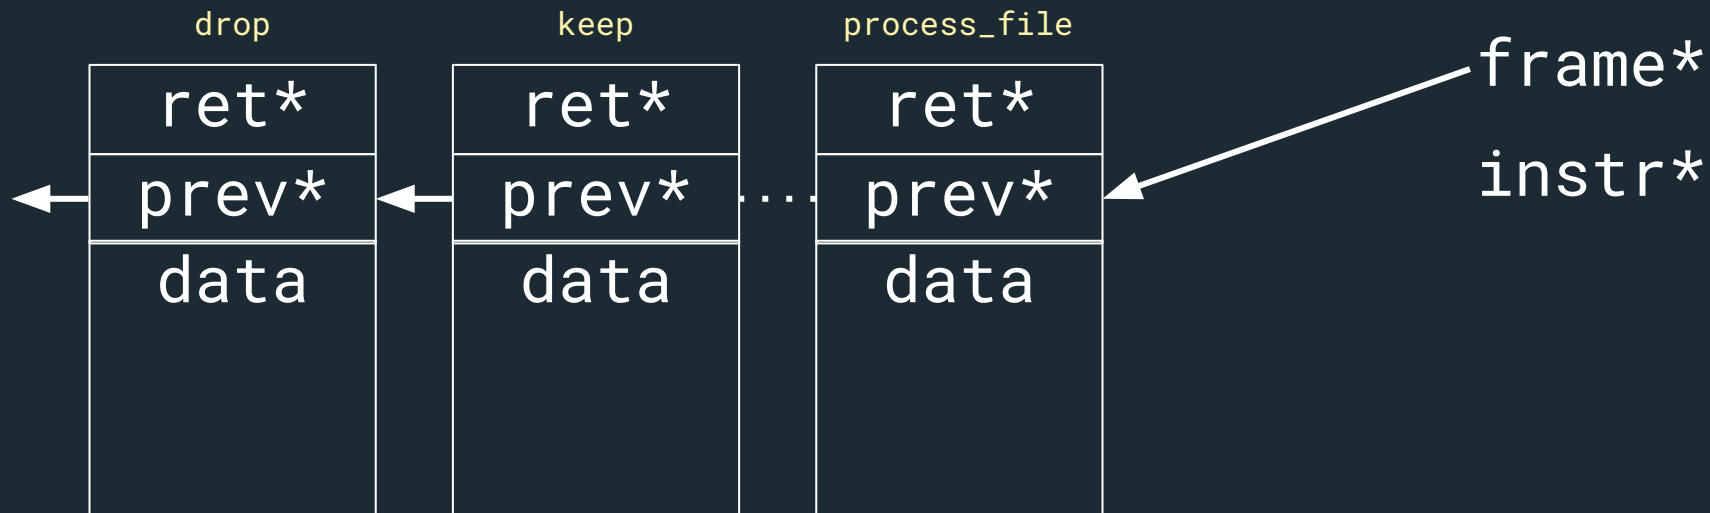 drop keep process_file
ret* ret* ret* frame*
prev* prev* prev* instr*
data data data